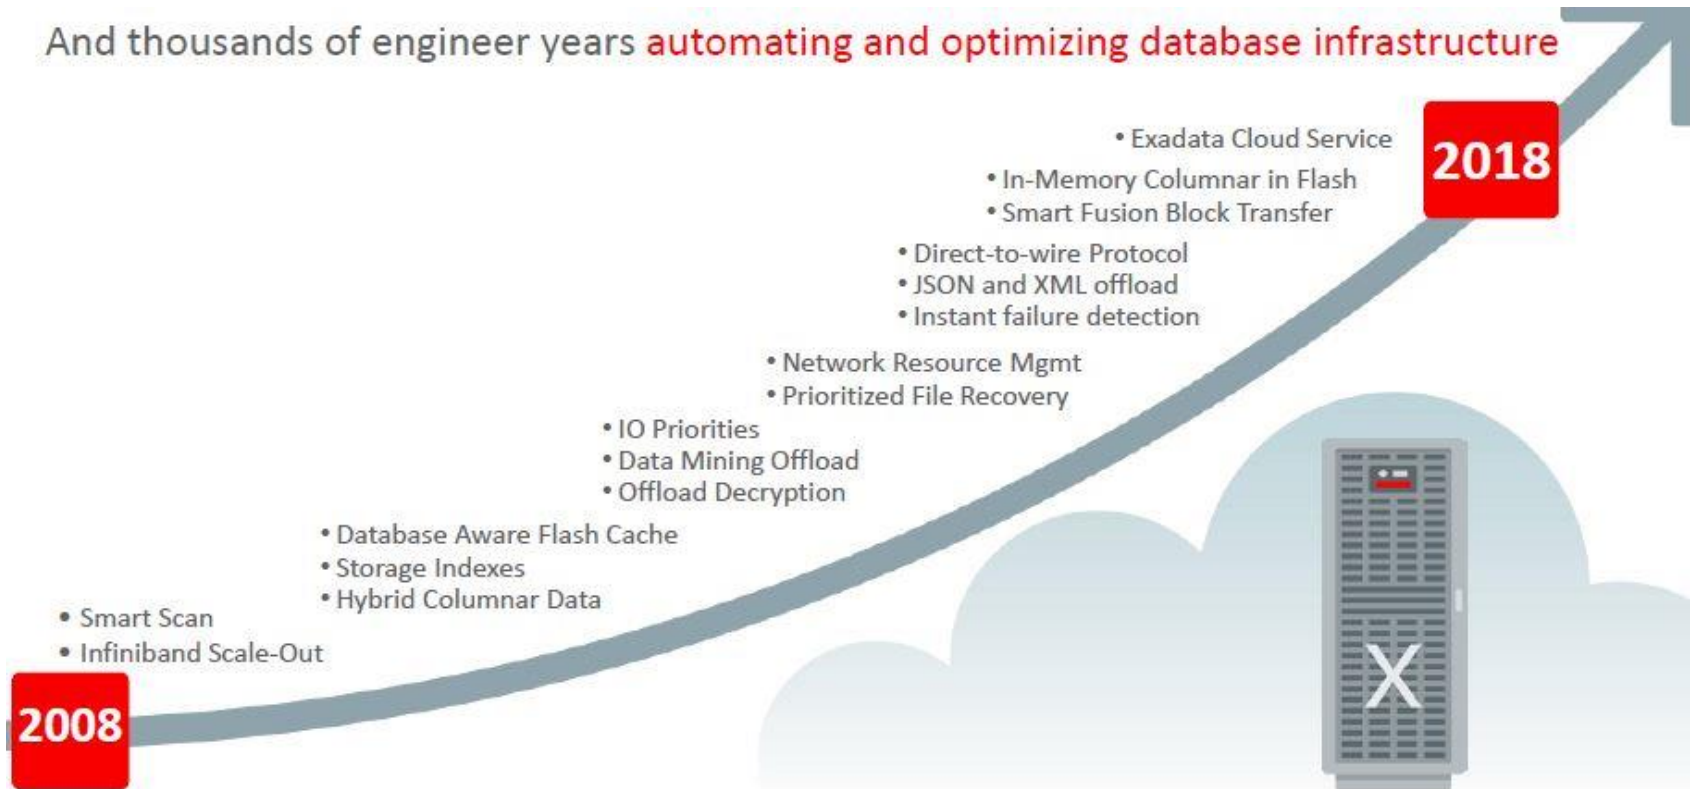 And thousands of engineer years automating and optimizing database infrastructure
• Exadata Cloud Service
2018
• In-Memory Columnar in Flash
• Smart Fusion Block Transfer
• Direct-to-wire Protocol
• JSON and XML offload
• Instant failure detection
• Network Resource Mgmt
• Prioritized File Recovery
• IO Priorities
• Data Mining Offload
• Offload Decryption
• Database Aware Flash Cache
• Storage Indexes
• Hybrid Columnar Data
• Smart Scan
• Infiniband Scale-Out
2008
X